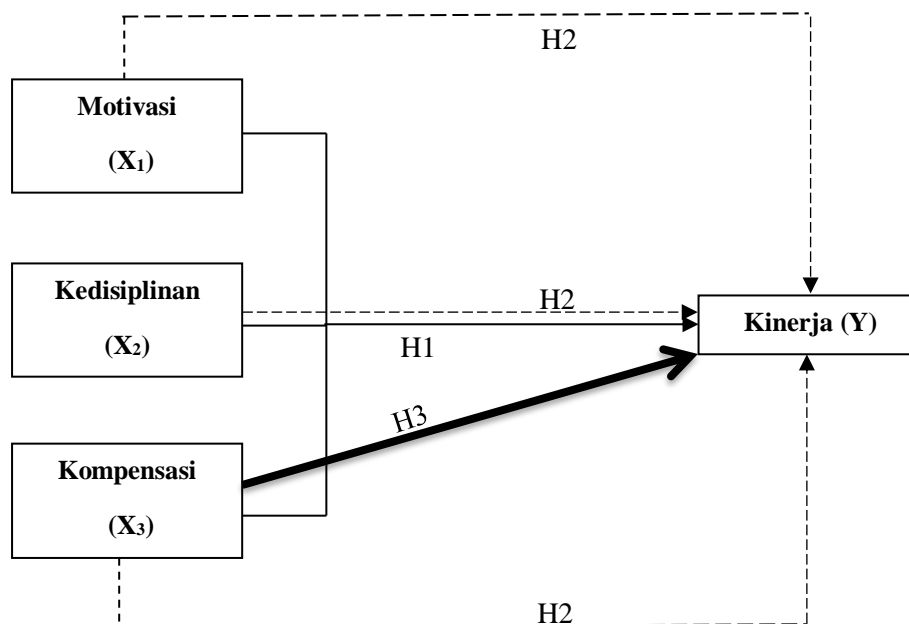 H2
Motivasi
(X₁)
Kedisiplinan
(X₂)
H2
Kinerja (Y)
H1
H3
Kompensasi
(X₃)
H2